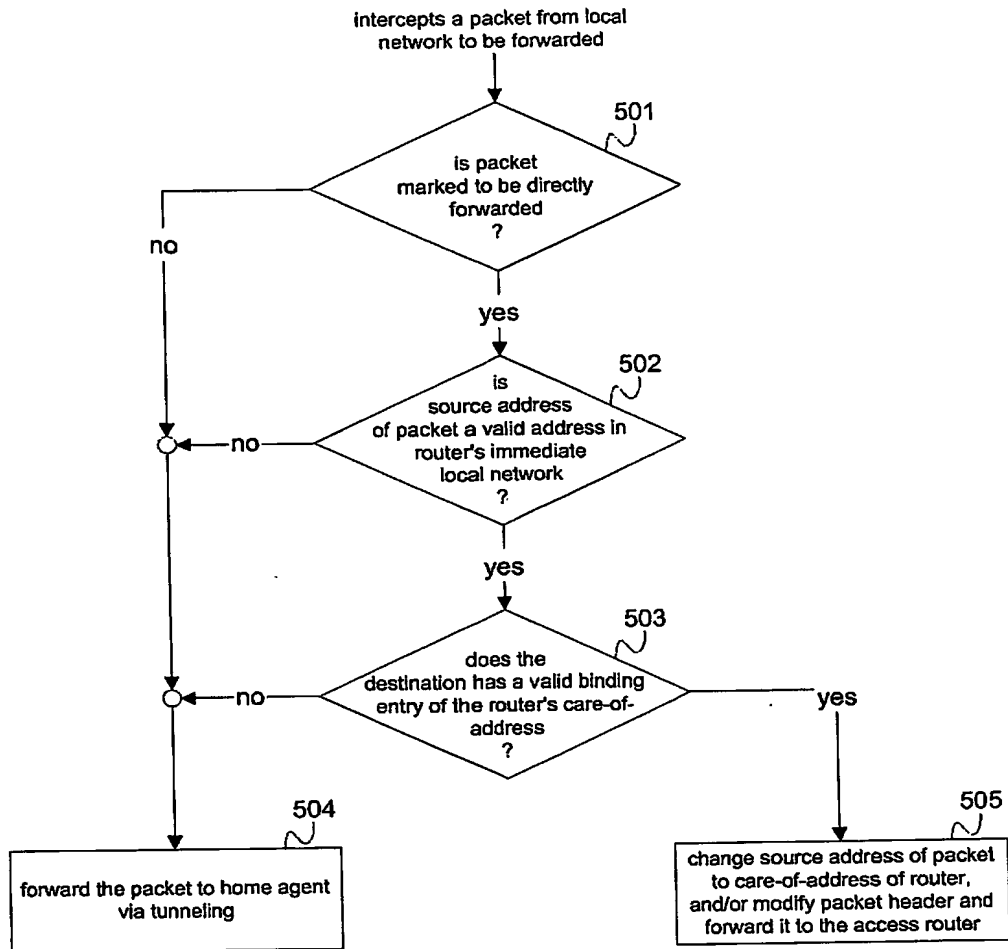 intercepts a packet from local
network to be forwarded
501
is packet
marked to be directly
forwarded
?
no
yes
502
is
source address
of packet a valid address in
router's immediate
local network
?
no
yes
503
does the
destination has a valid binding
entry of the router's care-of-
address
?
no
yes
504
forward the packet to home agent
via tunneling
505
change source address of packet
to care-of-address of router,
and/or modify packet header and
forward it to the access router